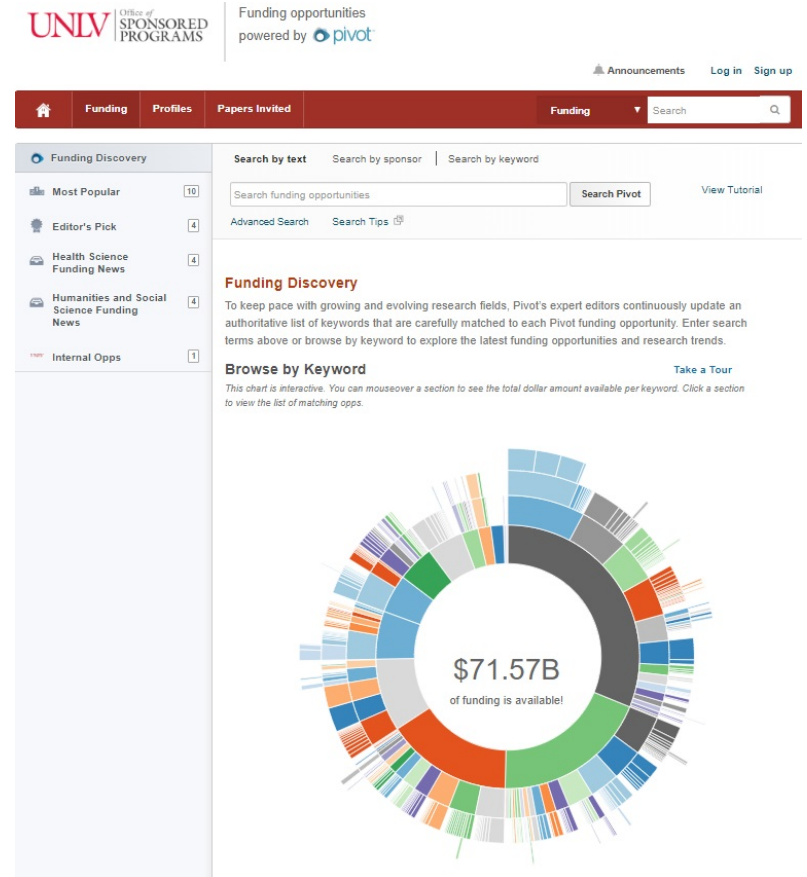 UNLV
Office of
SPONSORED
PROGRAMS
Funding opportunities
powered by pivot
Announcements Log in Sign up
Funding Profiles Papers Invited Funding Search
Funding Discovery
Most Popular 10
Editor's Pick 4
Health Science
Funding News 4
Humanities and Social
Science Funding
News 4
Internal Opps 1
Search by text Search by sponsor Search by keyword
Search funding opportunities Search Pivot View Tutorial
Advanced Search Search Tips
Funding Discovery
To keep pace with growing and evolving research fields, Pivot's expert editors continuously update an
authoritative list of keywords that are carefully matched to each Pivot funding opportunity. Enter search
terms above or browse by keyword to explore the latest funding opportunities and research trends.
Browse by Keyword Take a Tour
This chart is interactive. You can mouseover a section to see the total dollar amount available per keyword. Click a section
to view the list of matching opps.
$71.57B
of funding is available!